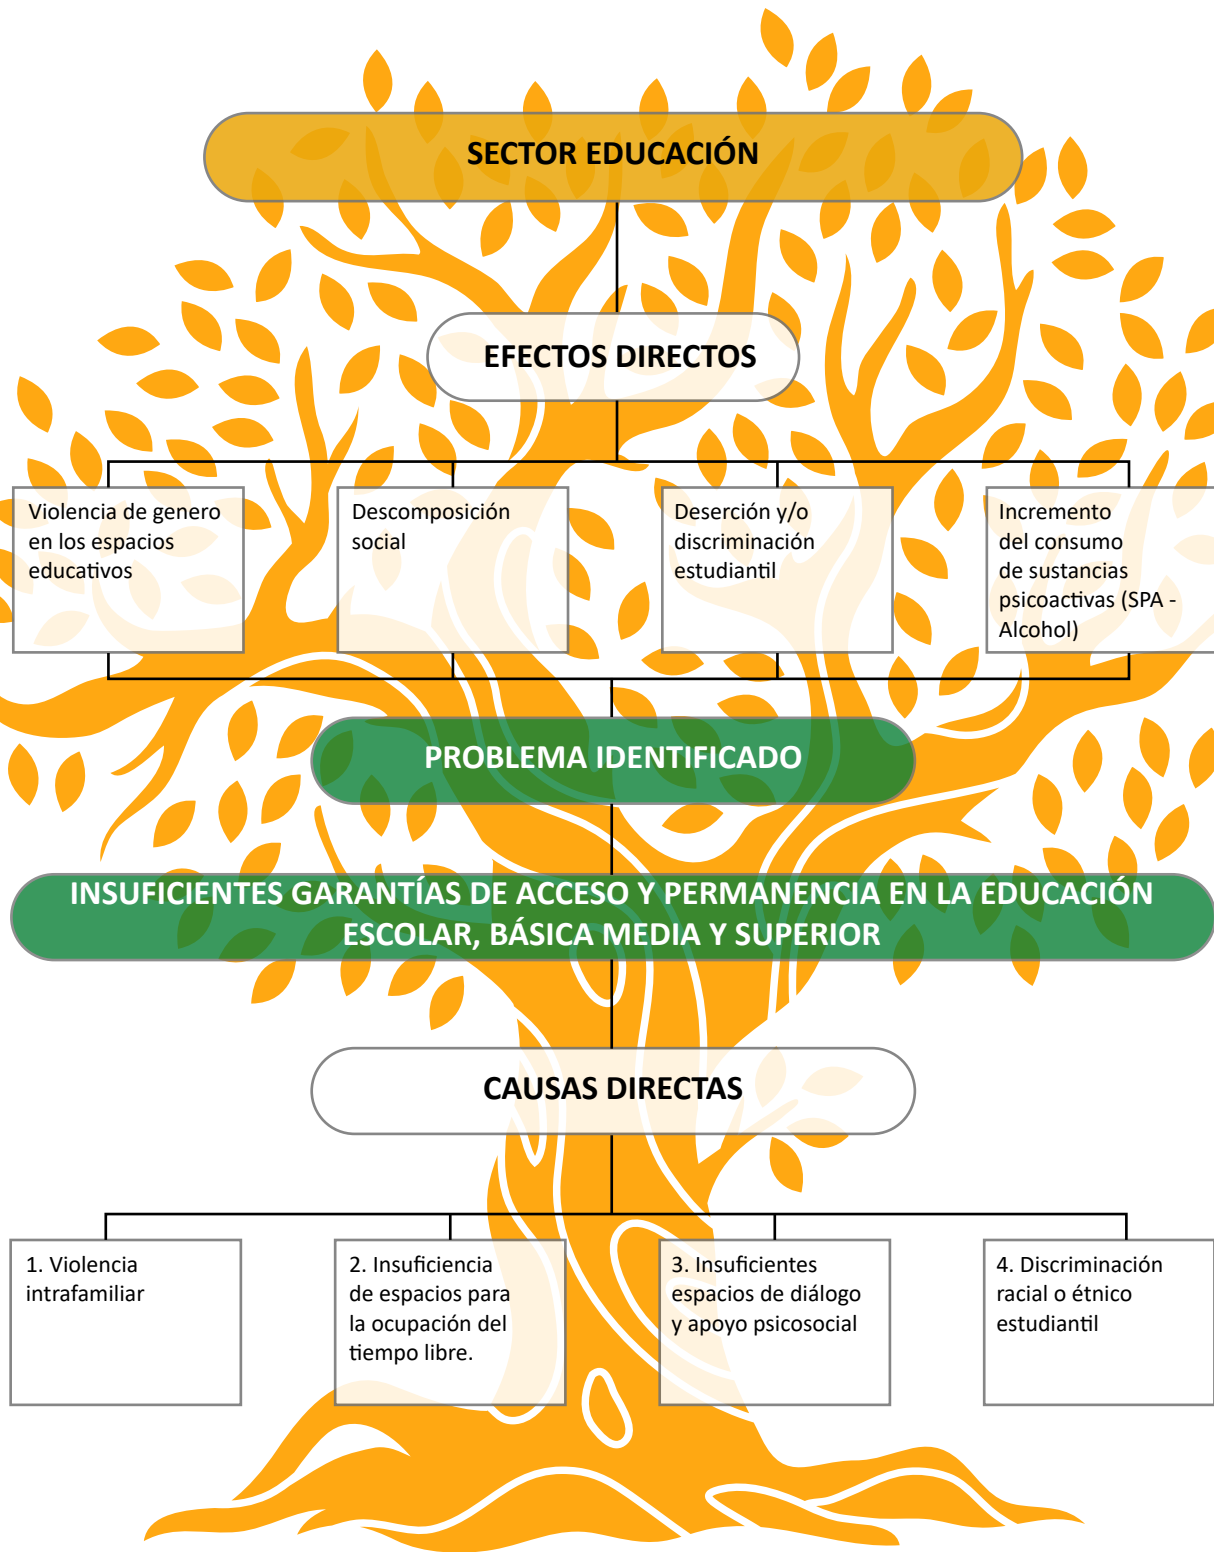 SECTOR EDUCACIÓN
EFECTOS DIRECTOS
Violencia de genero
en los espacios
educativos
Descomposición
social
Deserción y/o
discriminación
estudiantil
Incremento
del consumo
de sustancias
psicoactivas (SPA -
Alcohol)
PROBLEMA IDENTIFICADO
INSUFICIENTES GARANTÍAS DE ACCESO Y PERMANENCIA EN LA EDUCACIÓN
ESCOLAR, BÁSICA MEDIA Y SUPERIOR
CAUSAS DIRECTAS
1. Violencia
intrafamiliar
2. Insuficiencia
de espacios para
la ocupación del
tiempo libre.
3. Insuficientes
espacios de diálogo
y apoyo psicosocial
4. Discriminación
racial o étnico
estudiantil